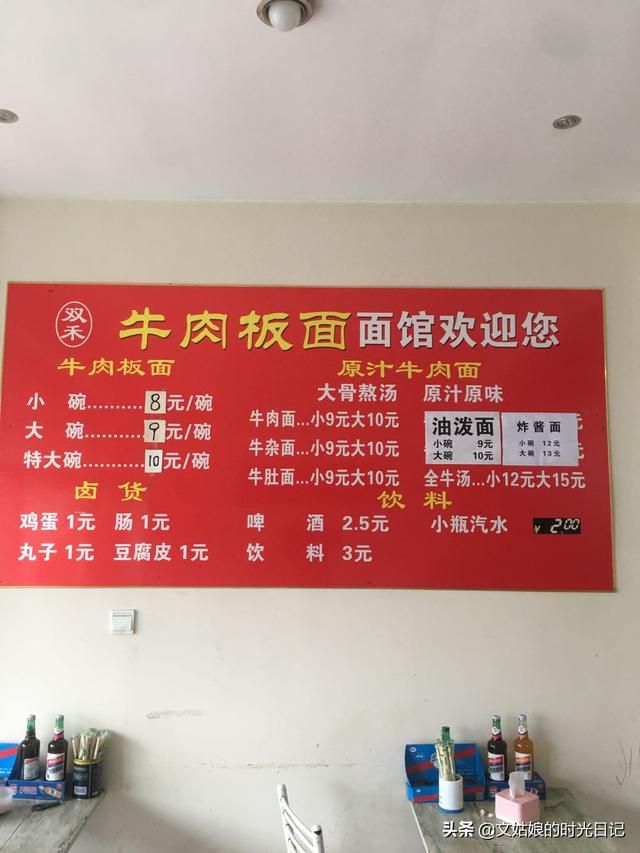 双禾 牛肉板面面馆欢迎您
牛肉板面
小 碗..........8元/碗
大 碗..........9元/碗
特大碗..........10元/碗
原汁牛肉面
大骨熬汤 原汁原味
牛肉面...小9元大10元
牛杂面...小9元大10元
牛肚面...小9元大10元
油泼面
小碗 9元
大碗 10元
炸酱面
小碗 12元
大碗 13元
全牛汤...小12元大15元
卤货
鸡蛋 1元 肠 1元
丸子 1元 豆腐皮 1元
饮料
啤 酒 2.5元 小瓶汽水 ¥ 2.00
饮 料 3元
头条 @文姑娘的时光日记